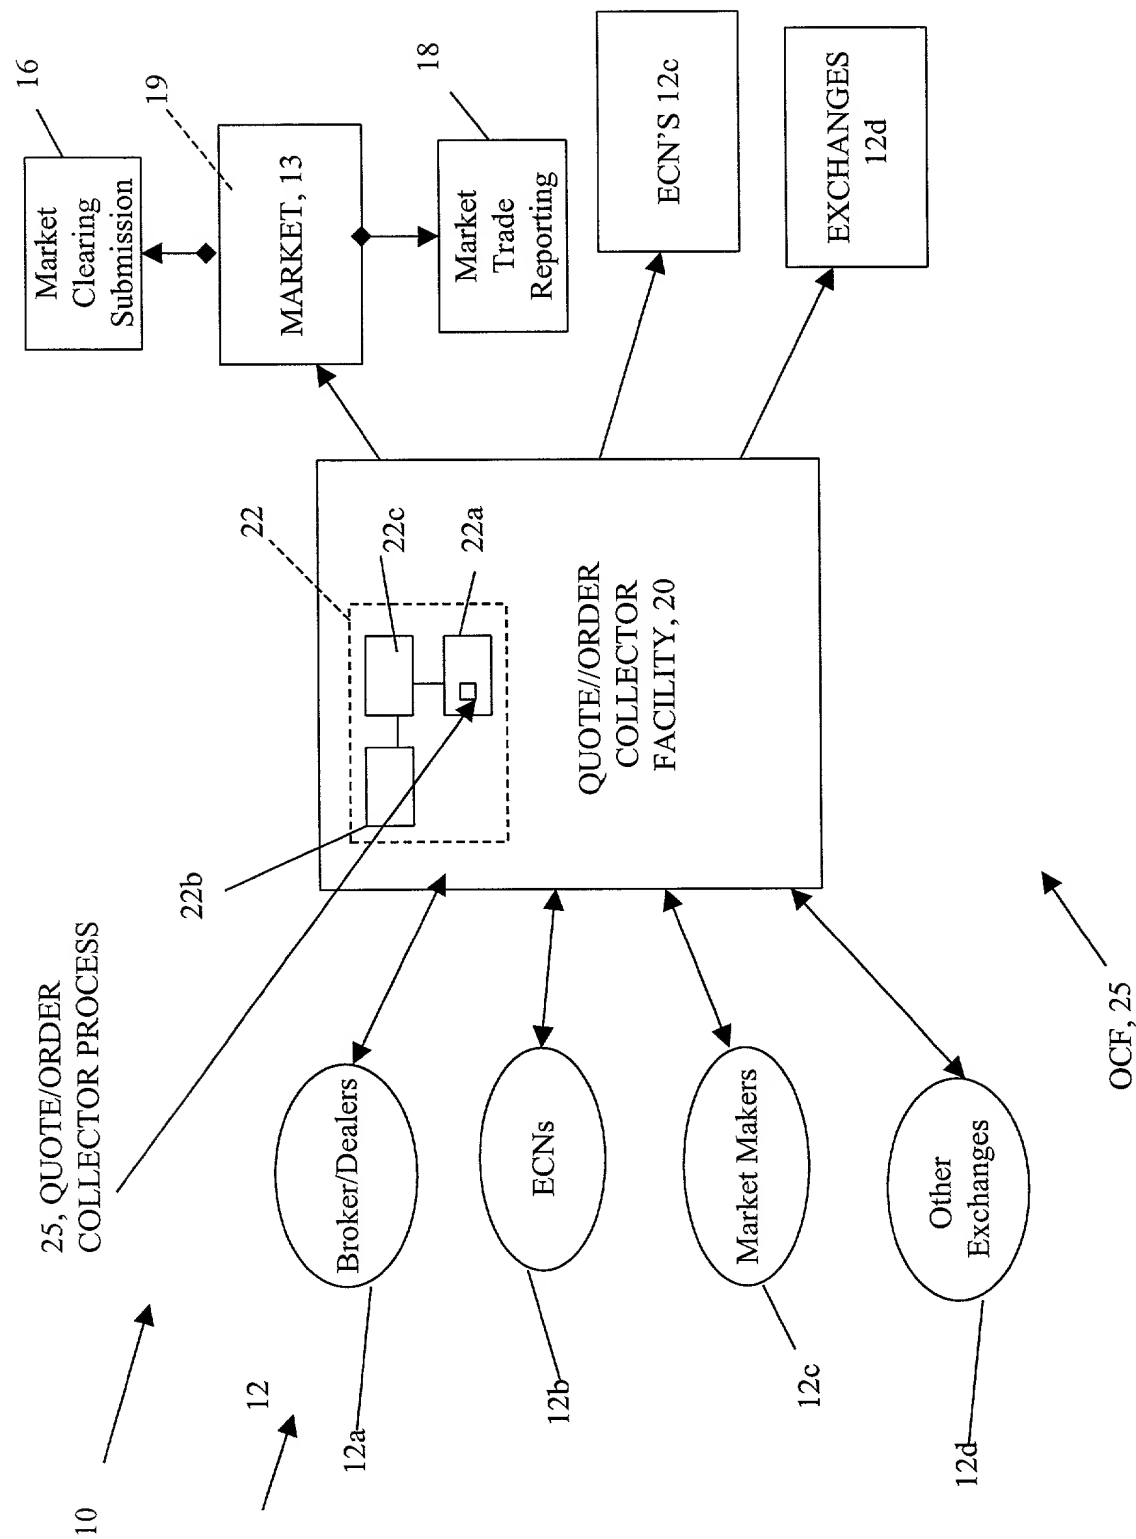 10
25, QUOTE/ORDER
COLLECTOR PROCESS
12
12a
Broker/Dealers
12b
ECNs
12c
Market Makers
12d
Other
Exchanges
22b
22
22c
22a
QUOTE//ORDER
COLLECTOR
FACILITY, 20
16
Market
Clearing
Submission
19
MARKET, 13
18
Market
Trade
Reporting
ECN'S 12c
EXCHANGES
12d
OCF, 25